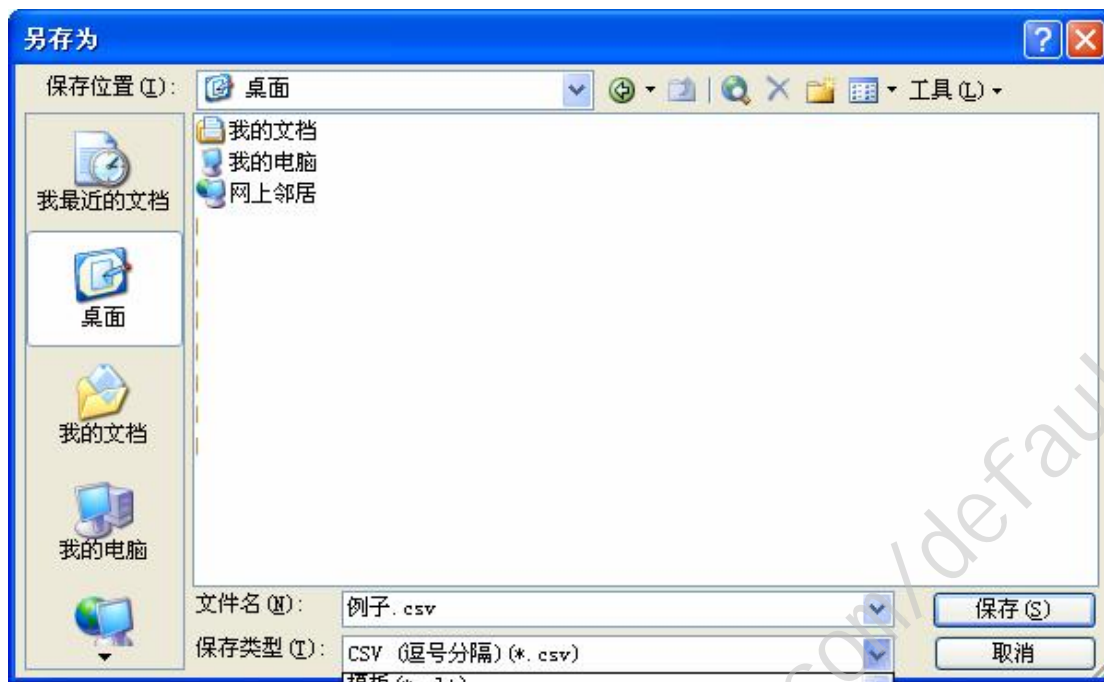 另存为
保存位置(I):
桌面
工具(L)
我的文档
我的电脑
网上邻居
我最近的文档
桌面
我的文档
我的电脑
文件名(N):
例子.csv
保存(S)
保存类型(T):
CSV (逗号分隔)(*.csv)
取消